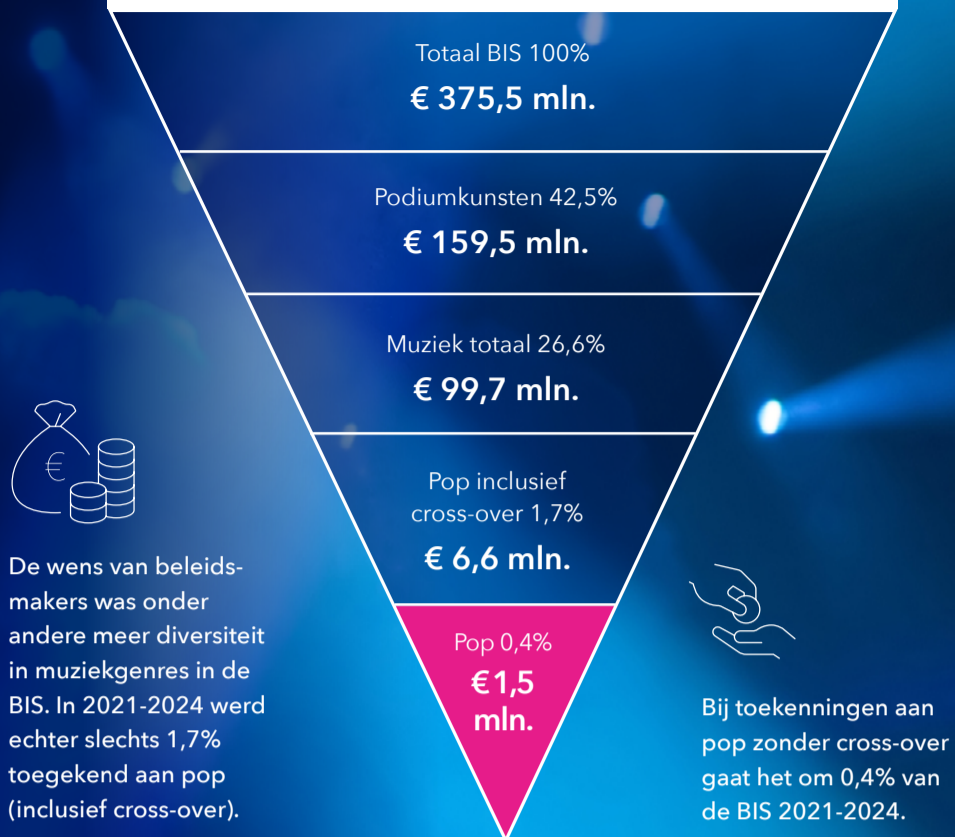 Totaal BIS 100%
€ 375,5 mln.
Podiumkunsten 42,5%
€ 159,5 mln.
Muziek totaal 26,6%
€ 99,7 mln.
Pop inclusief
cross-over 1,7%
€ 6,6 mln.
Pop 0,4%
€1,5
mln.
€
De wens van beleids-
makers was onder
andere meer diversiteit
in muziekgenres in de
BIS. In 2021-2024 werd
echter slechts 1,7%
toegekend aan pop
(inclusief cross-over).
Bij toekenningen aan
pop zonder cross-over
gaat het om 0,4% van
de BIS 2021-2024.